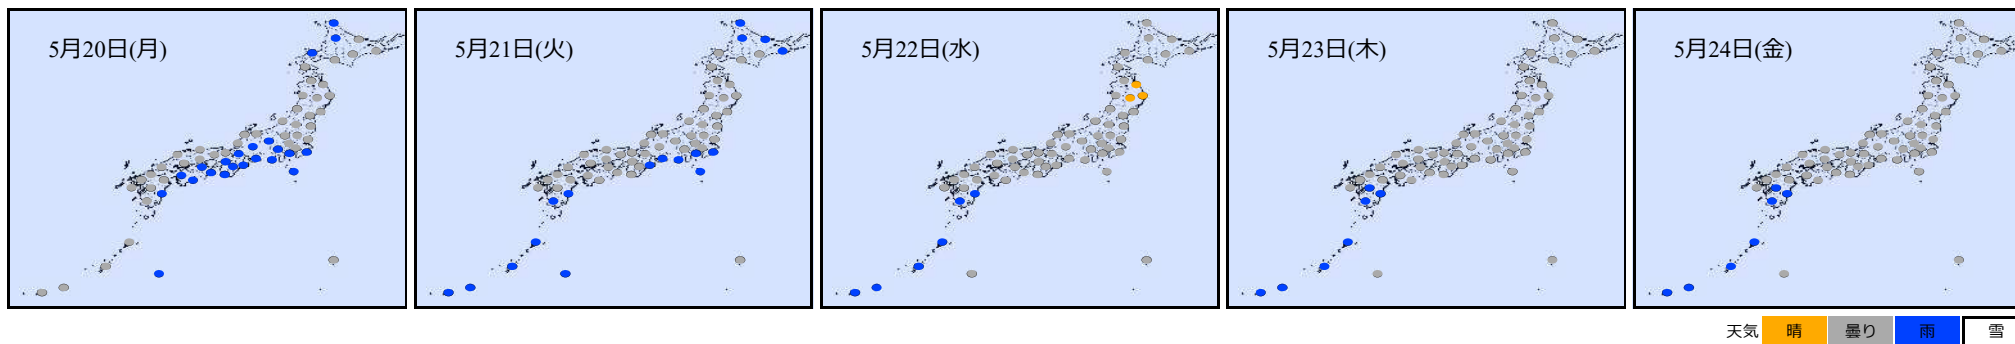 5月20日(月)
5月21日(火)
5月22日(水)
5月23日(木)
5月24日(金)
天気 晴 曇り 雨 雪